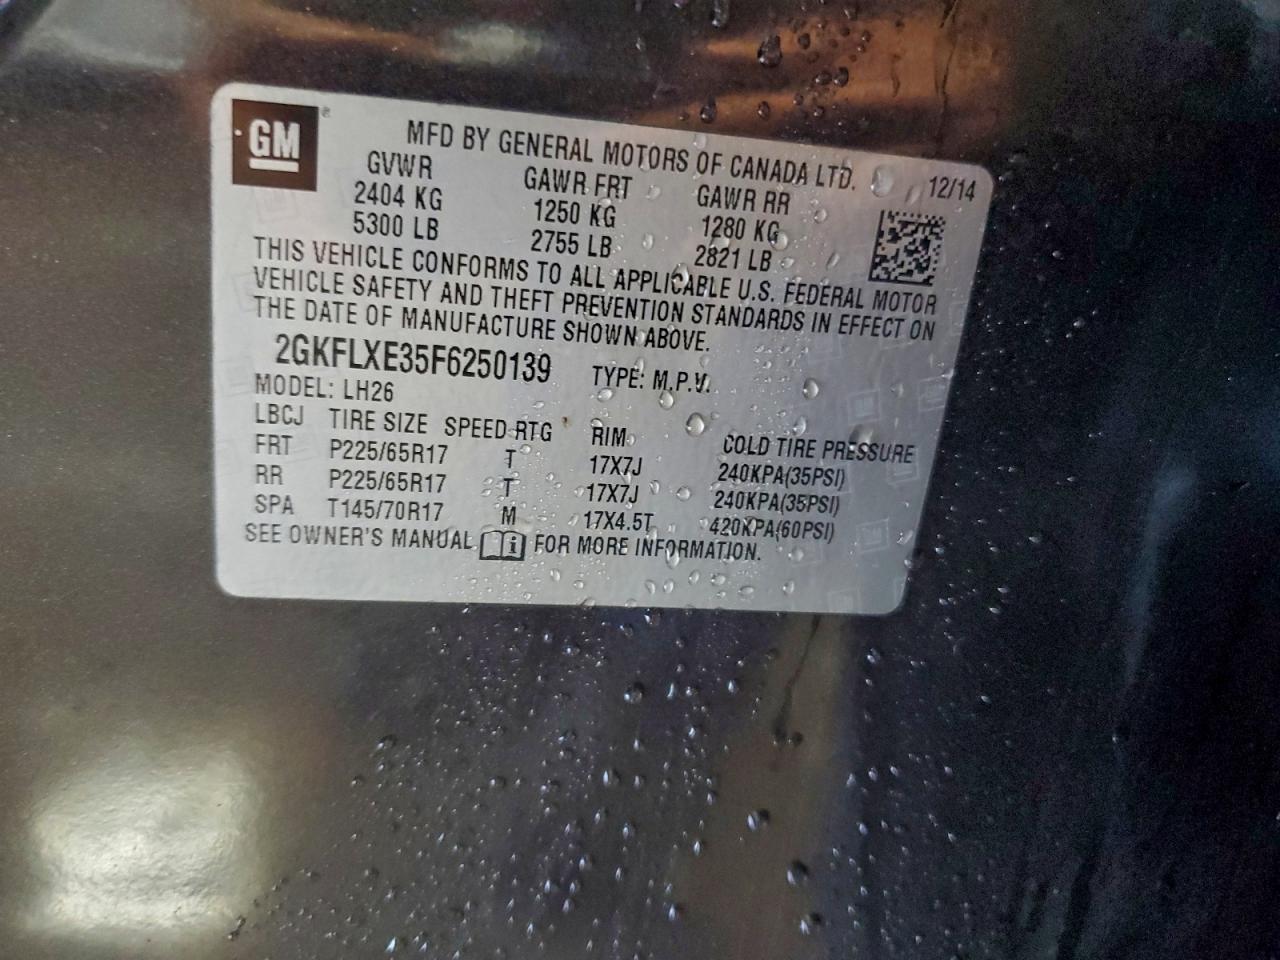 GM®
MFD BY GENERAL MOTORS OF CANADA LTD.
12/14
GVWR GAWR FRT GAWR RR
2404 KG 1250 KG 1280 KG
5300 LB 2755 LB 2821 LB
THIS VEHICLE CONFORMS TO ALL APPLICABLE U.S. FEDERAL MOTOR
VEHICLE SAFETY AND THEFT PREVENTION STANDARDS IN EFFECT ON
THE DATE OF MANUFACTURE SHOWN ABOVE.
2GKFLXE35F6250139 TYPE: M.P.V.
MODEL: LH26
LBCJ TIRE SIZE SPEED RTG RIM COLD TIRE PRESSURE
FRT P225/65R17 T 17X7J 240KPA(35PSI)
RR P225/65R17 T 17X7J 240KPA(35PSI)
SPA T145/70R17 M 17X4.5T 420KPA(60PSI)
SEE OWNER'S MANUAL FOR MORE INFORMATION.